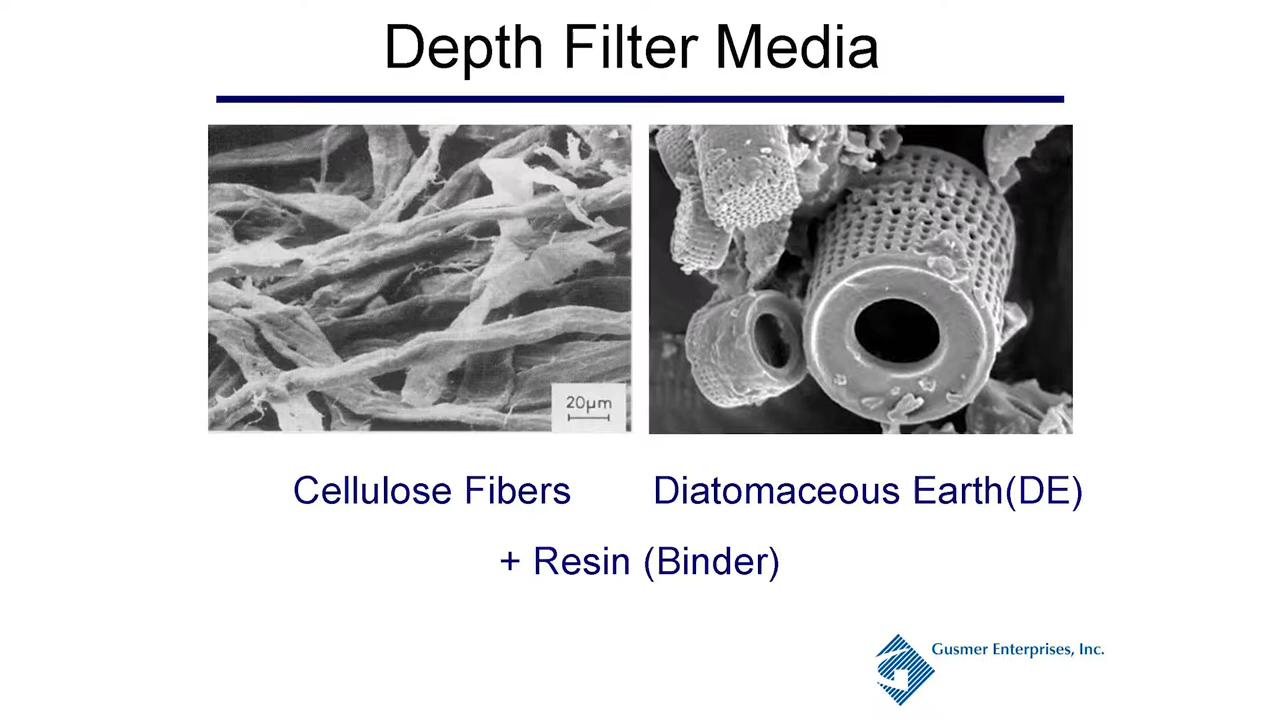 Depth Filter Media
20µm
Cellulose Fibers
Diatomaceous Earth(DE)
+ Resin (Binder)
Gusmer Enterprises, Inc.